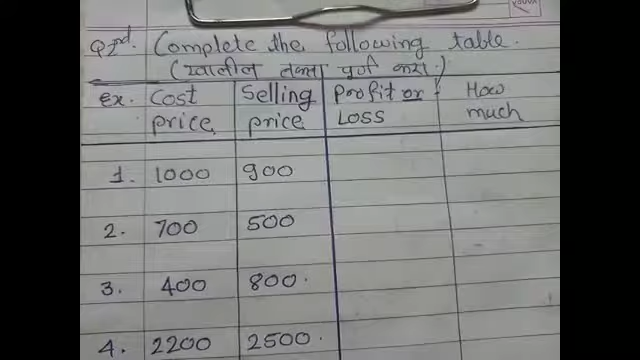 Q 2nd. Complete the following table.
(खालील तक्ता पूर्ण करा.)
Ex. Cost price Selling price Profit or Loss How much
1. 1000 900
2. 700 500
3. 400 800.
4. 2200 2500.